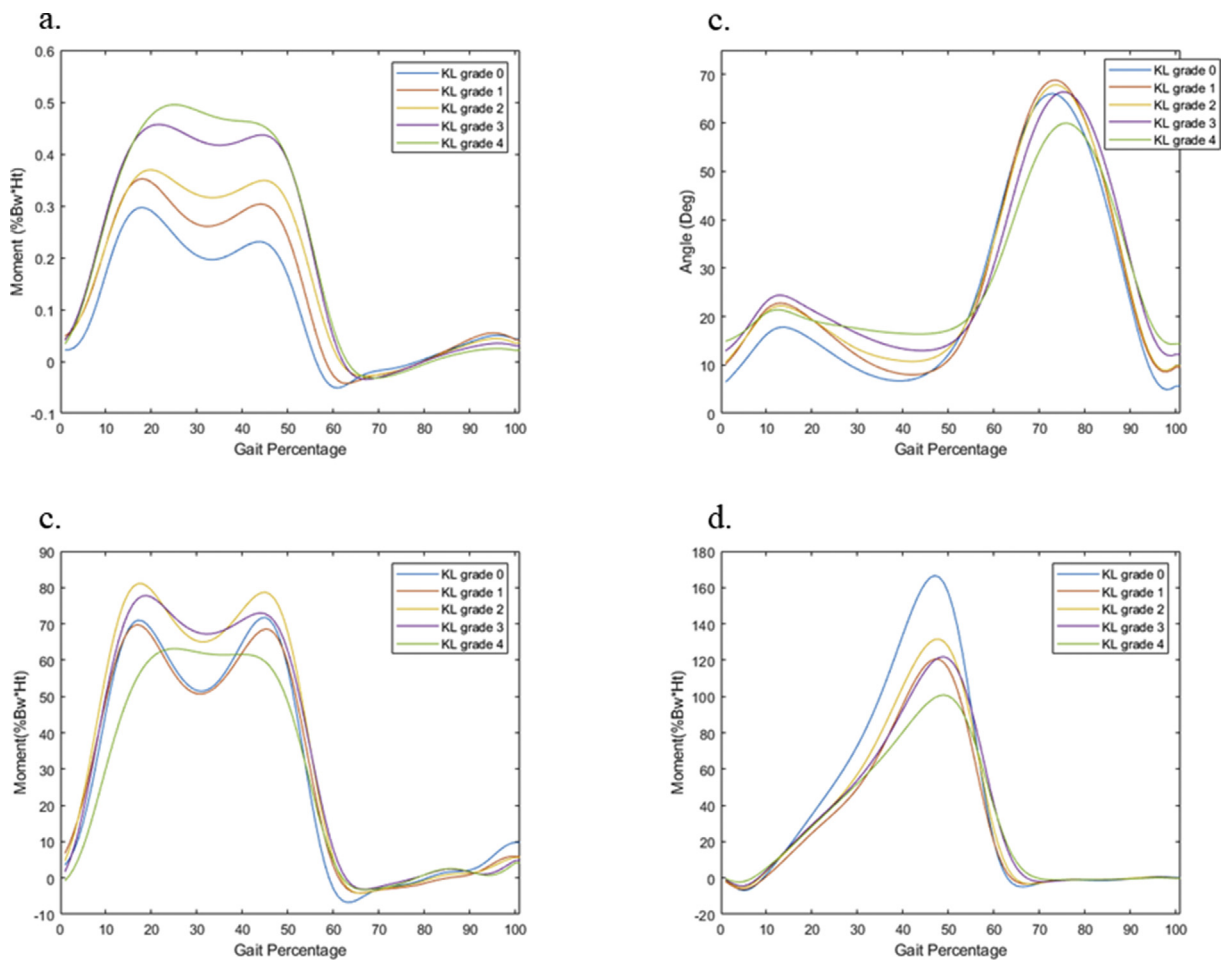 a.
0.6
0.5
0.4
0.3
0.2
0.1
0
-0.1
Moment (%Bw*Ht)
KL grade 0
KL grade 1
KL grade 2
KL grade 3
KL grade 4
0 10 20 30 40 50 60 70 80 90 100
Gait Percentage
c.
70
60
50
40
30
20
10
0
Angle (Deg)
KL grade 0
KL grade 1
KL grade 2
KL grade 3
KL grade 4
0 10 20 30 40 50 60 70 80 90 100
Gait Percentage
c.
90
80
70
60
50
40
30
20
10
0
-10
Moment(%Bw*Ht)
KL grade 0
KL grade 1
KL grade 2
KL grade 3
KL grade 4
0 10 20 30 40 50 60 70 80 90 100
Gait Percentage
d.
180
160
140
120
100
80
60
40
20
0
-20
Moment(%Bw*Ht)
KL grade 0
KL grade 1
KL grade 2
KL grade 3
KL grade 4
0 10 20 30 40 50 60 70 80 90 100
Gait Percentage